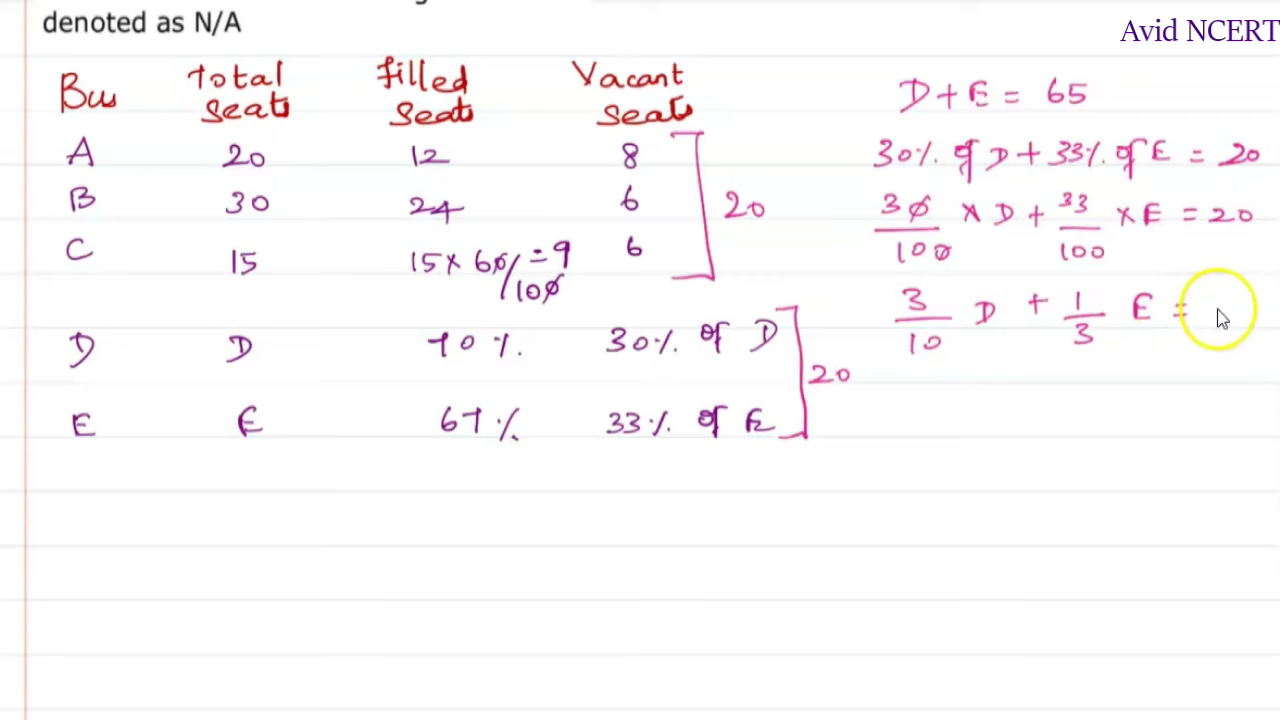 denoted as N/A
Avid NCERT
Bus Total Seats Filled Seats Vacant Seats
A 20 12 8
B 30 24 6
C 15 15 × 60/100 = 9 6
20
D D 70 %. 30%. of D
E E 67 %. 33%. of E
20
D + E = 65
30%. of D + 33%. of E = 20
30/100 × D + 33/100 × E = 20
3/10 D + 1/3 E =